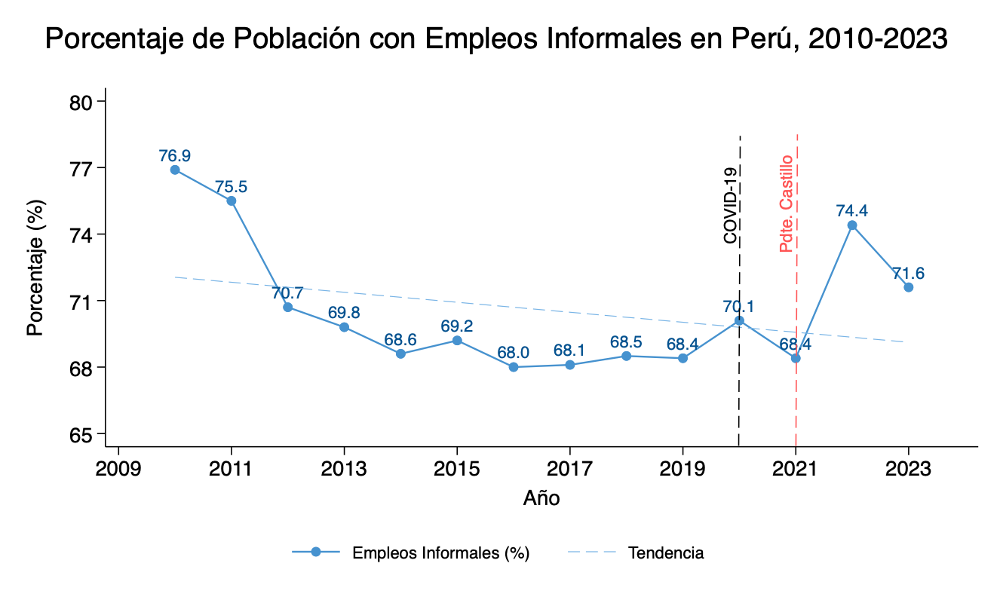 Porcentaje de Población con Empleos Informales en Perú, 2010-2023
Porcentaje (%)
80
77
74
71
68
65
76.9
75.5
70.7
69.8
68.6
69.2
68.0
68.1
68.5
68.4
70.1
68.4
74.4
71.6
COVID-19
Pdte. Castillo
2009 2011 2013 2015 2017 2019 2021 2023
Año
Empleos Informales (%) Tendencia